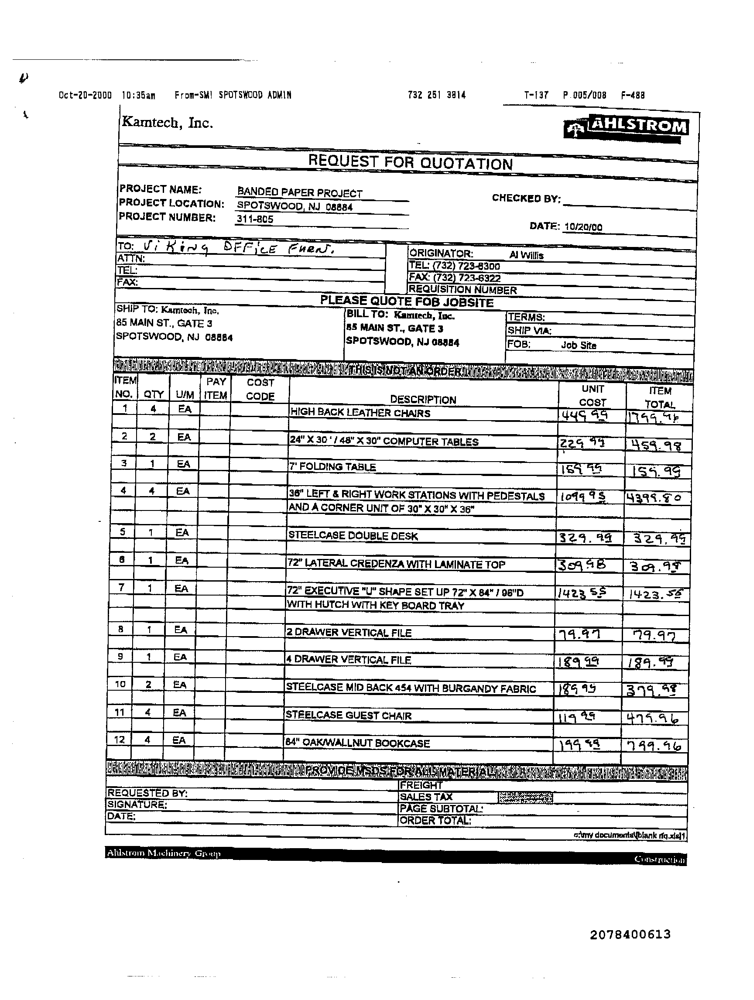 Oct-20-2000 10:35am From-SMI SPOTSWOOD ADMIN 732 251 3814 T-137 P.005/008 F-488
Kamtech, Inc. AHLSTROM
REQUEST FOR QUOTATION
PROJECT NAME: BANDED PAPER PROJECT
PROJECT LOCATION: SPOTSWOOD, NJ 08884
PROJECT NUMBER: 311-805
CHECKED BY:
DATE: 10/20/00
TO: Viking OFFiCE FuRN.
ATTN:
TEL:
FAX:
ORIGINATOR: Al Willis
TEL: (732) 723-6300
FAX: (732) 723-6322
REQUISITION NUMBER
PLEASE QUOTE FOB JOBSITE
SHIP TO: Kamtech, Inc.
85 MAIN ST., GATE 3
SPOTSWOOD, NJ 08884
BILL TO: Kamtech, Inc.
85 MAIN ST., GATE 3
SPOTSWOOD, NJ 08884
TERMS:
SHIP VIA:
FOB: Job Site
THIS IS NOT AN ORDER
ITEM NO. QTY U/M PAY ITEM COST CODE DESCRIPTION UNIT COST ITEM TOTAL
1 4 EA HIGH BACK LEATHER CHAIRS 449 99 1799.96
2 2 EA 24" X 30' / 48" X 30" COMPUTER TABLES 229 99 459.98
3 1 EA 7' FOLDING TABLE 159 99 159.99
4 4 EA 36" LEFT & RIGHT WORK STATIONS WITH PEDESTALS 1099 95 4399.80
AND A CORNER UNIT OF 30" X 30" X 36"
5 1 EA STEELCASE DOUBLE DESK 329.99 329.99
6 1 EA 72" LATERAL CREDENZA WITH LAMINATE TOP 309 98 309.98
7 1 EA 72" EXECUTIVE "U" SHAPE SET UP 72" X 84" / 96"D 1423 55 1423.55
WITH HUTCH WITH KEY BOARD TRAY
8 1 EA 2 DRAWER VERTICAL FILE 79.97 79.97
9 1 EA 4 DRAWER VERTICAL FILE 189 99 189.99
10 2 EA STEELCASE MID BACK 454 WITH BURGANDY FABRIC 189 99 379.98
11 4 EA STEELCASE GUEST CHAIR 119 99 479.96
12 4 EA 84" OAK/WALLNUT BOOKCASE 199 99 799.96
PROVIDE MSDS FOR ALL MATERIAL
REQUESTED BY:
SIGNATURE:
DATE:
FREIGHT
SALES TAX
PAGE SUBTOTAL:
ORDER TOTAL:
c:\my documents\[blank rfq.xls]1
Ahlstrom Machinery Group Construction
2078400613